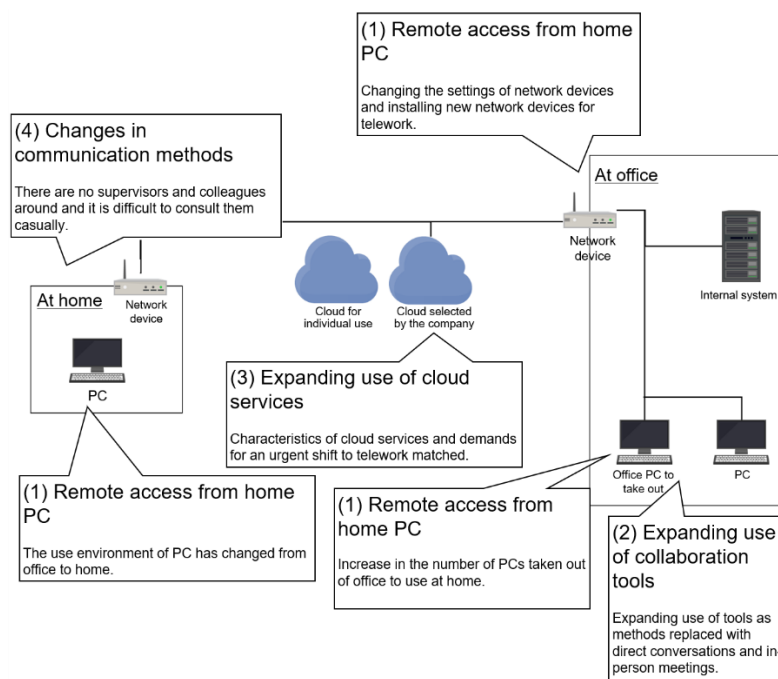 (1) Remote access from home
PC
Changing the settings of network devices
and installing new network devices for
telework.
(4) Changes in
communication methods
There are no supervisors and colleagues
around and it is difficult to consult them
casually.
At office
Network
device
Internal system
At home
Network
device
PC
Cloud for
individual use
Cloud selected
by the company
(3) Expanding use of cloud
services
Characteristics of cloud services and demands
for an urgent shift to telework matched.
Office PC to
take out
PC
(1) Remote access from home
PC
The use environment of PC has changed from
office to home.
(1) Remote access from
home PC
Increase in the number of PCs taken out
of office to use at home.
(2) Expanding use
of collaboration
tools
Expanding use of tools as
methods replaced with
direct conversations and in-
person meetings.